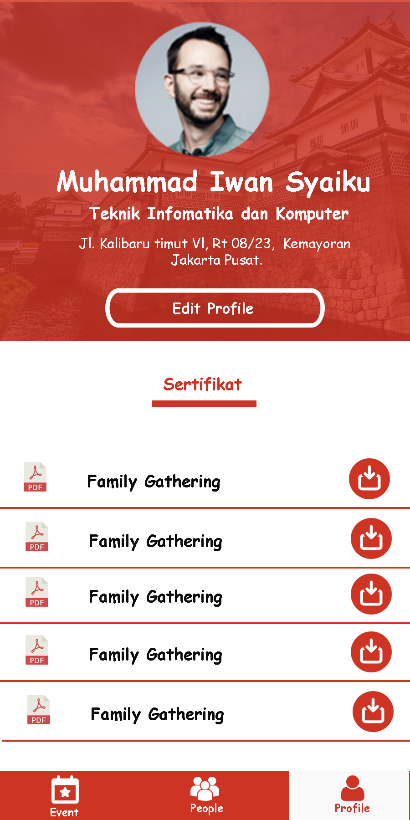 Muhammad Iwan Syaiku
Teknik Infomatika dan Komputer
Jl. Kalibaru timut VI, Rt 08/23, Kemayoran
Jakarta Pusat.
Edit Profile
Sertifikat
PDF Family Gathering
PDF Family Gathering
PDF Family Gathering
PDF Family Gathering
PDF Family Gathering
Event People Profile